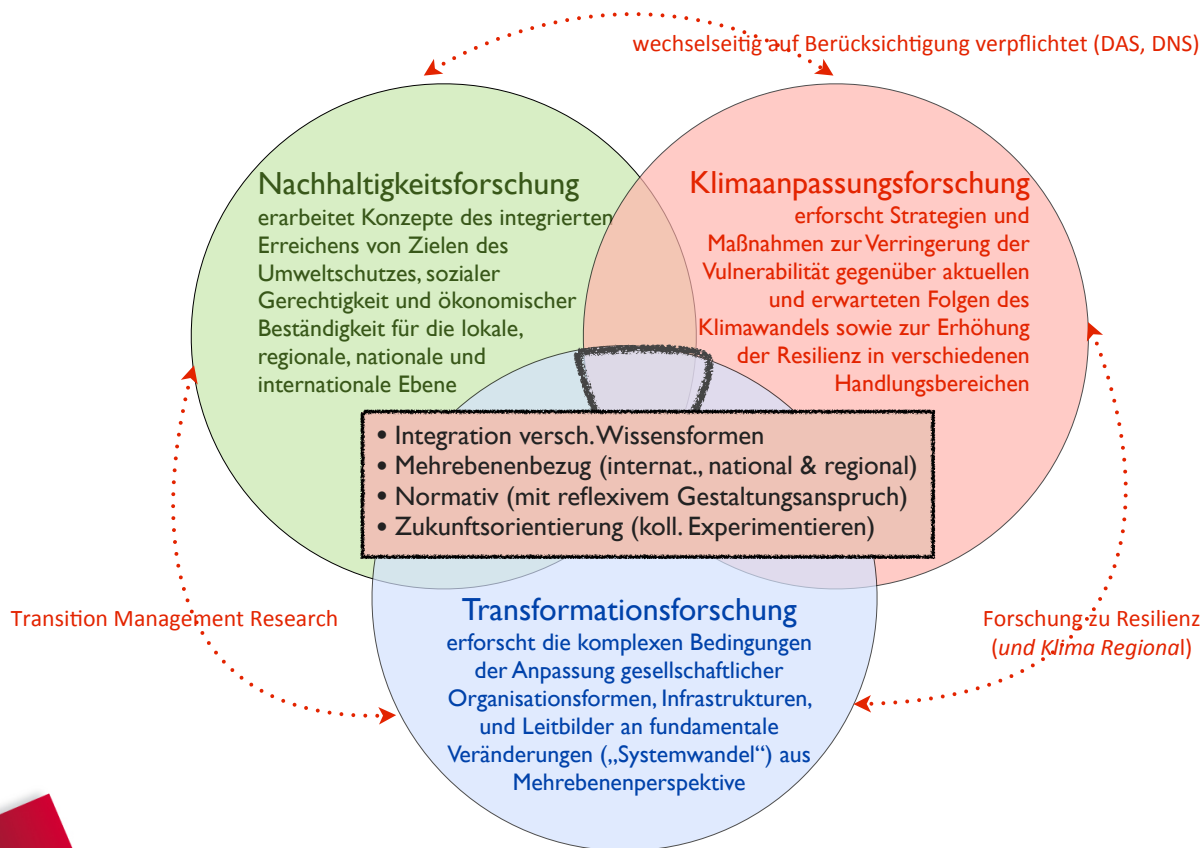 wechselseitig auf Berücksichtigung verpflichtet (DAS, DNS)
Nachhaltigkeitsforschung
erarbeitet Konzepte des integrierten
Erreichens von Zielen des
Umweltschutzes, sozialer
Gerechtigkeit und ökonomischer
Beständigkeit für die lokale,
regionale, nationale und
internationale Ebene
Klimaanpassungsforschung
erforscht Strategien und
Maßnahmen zur Verringerung der
Vulnerabilität gegenüber aktuellen
und erwarteten Folgen des
Klimawandels sowie zur Erhöhung
der Resilienz in verschiedenen
Handlungsbereichen
• Integration versch. Wissensformen
• Mehrebenenbezug (internat., national & regional)
• Normativ (mit reflexivem Gestaltungsanspruch)
• Zukunftsorientierung (koll. Experimentieren)
Transition Management Research
Transformationsforschung
erforscht die komplexen Bedingungen
der Anpassung gesellschaftlicher
Organisationsformen, Infrastrukturen,
und Leitbilder an fundamentale
Veränderungen („Systemwandel“) aus
Mehrebenenperspektive
Forschung zu Resilienz
(und Klima Regional)